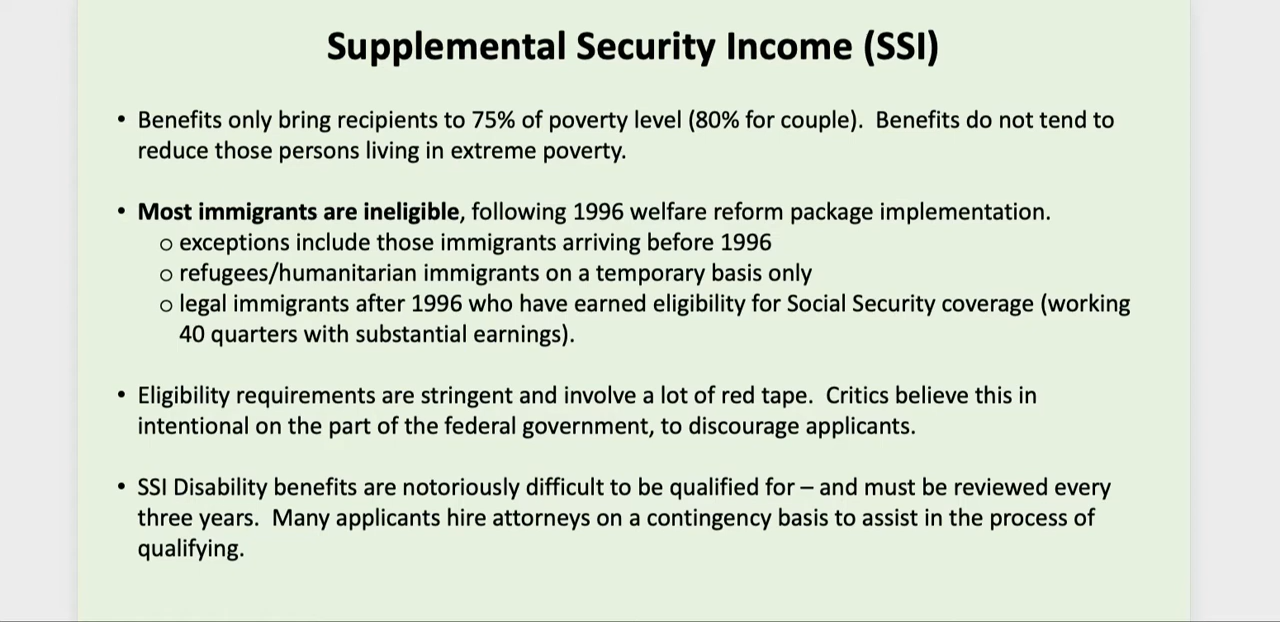 Supplemental Security Income (SSI)
• Benefits only bring recipients to 75% of poverty level (80% for couple).  Benefits do not tend to
reduce those persons living in extreme poverty.
• Most immigrants are ineligible, following 1996 welfare reform package implementation.
o exceptions include those immigrants arriving before 1996
o refugees/humanitarian immigrants on a temporary basis only
o legal immigrants after 1996 who have earned eligibility for Social Security coverage (working
40 quarters with substantial earnings).
• Eligibility requirements are stringent and involve a lot of red tape.  Critics believe this in
intentional on the part of the federal government, to discourage applicants.
• SSI Disability benefits are notoriously difficult to be qualified for – and must be reviewed every
three years.  Many applicants hire attorneys on a contingency basis to assist in the process of
qualifying.